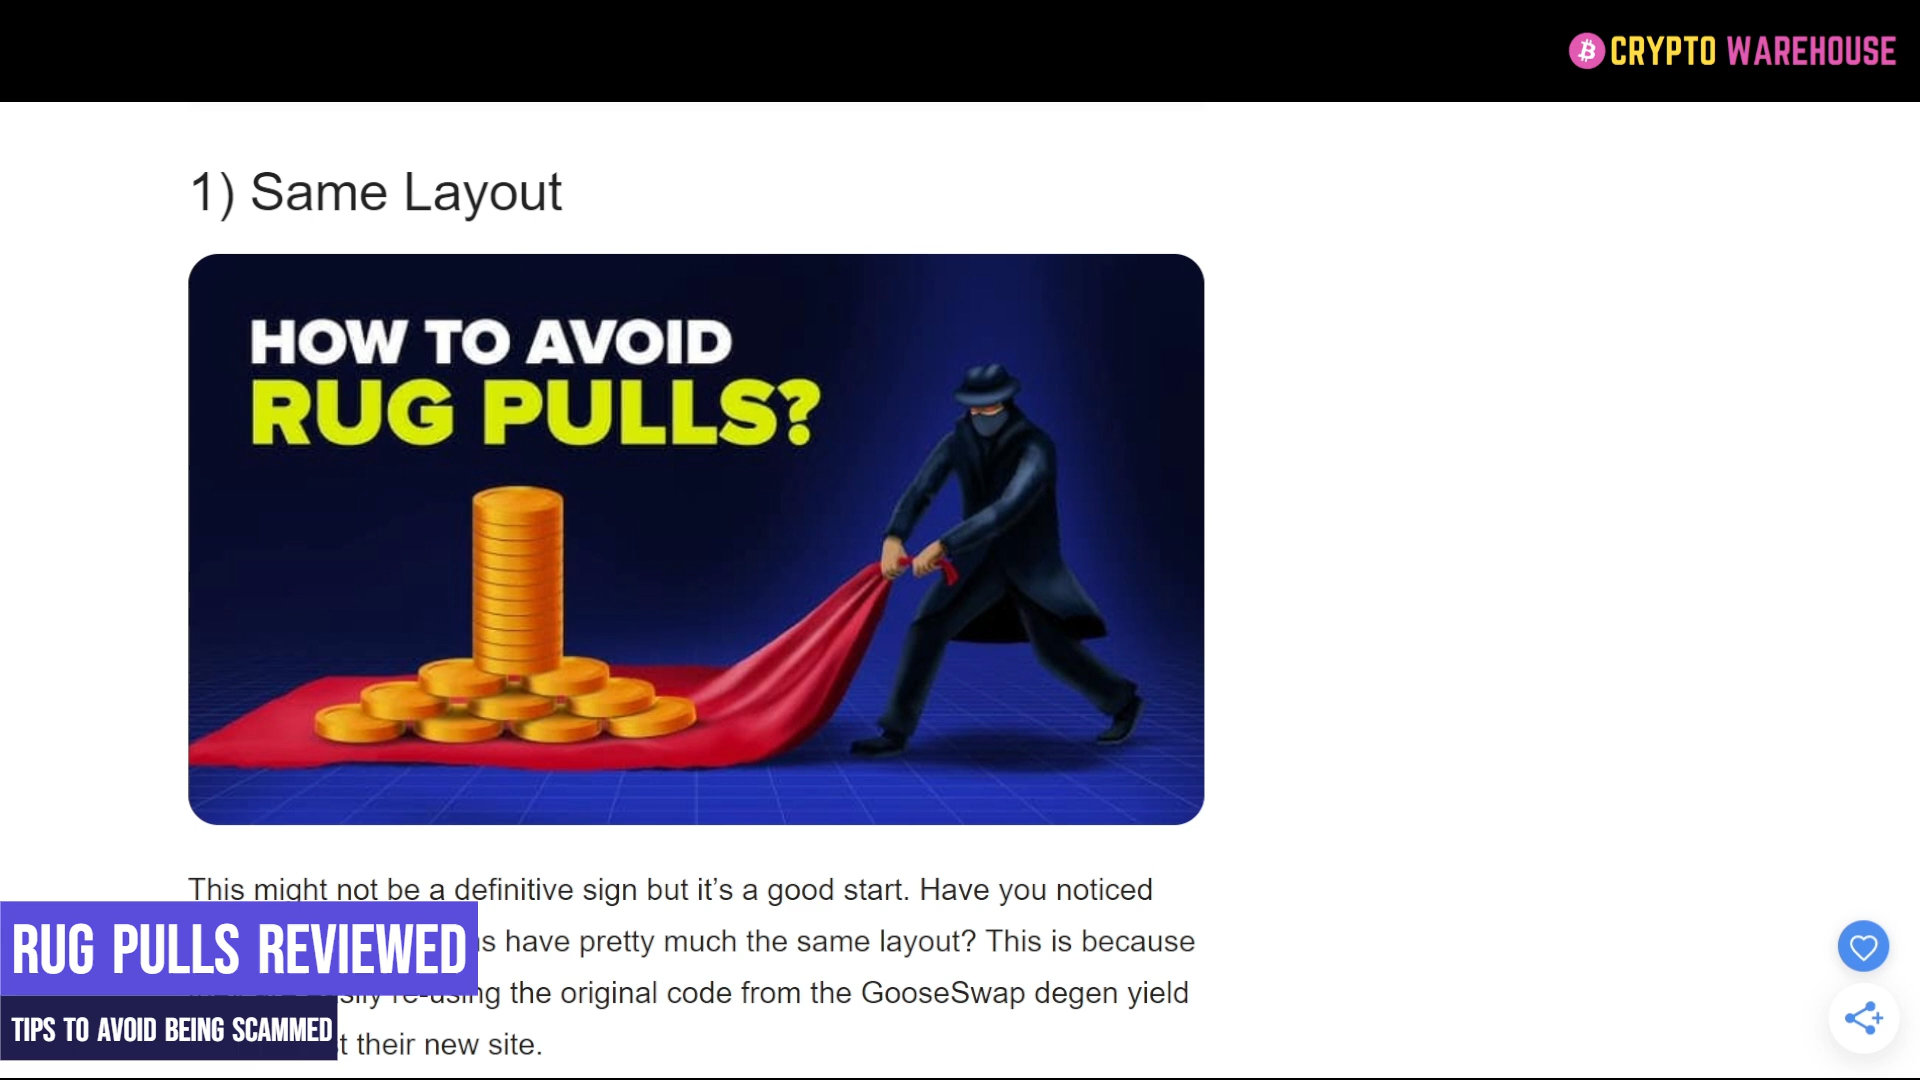 CRYPTO WAREHOUSE
1) Same Layout
HOW TO AVOID
RUG PULLS?
This might not be a definitive sign but it’s a good start. Have you noticed
s have pretty much the same layout? This is because
re-using the original code from the GooseSwap degen yield
t their new site.
RUG PULLS REVIEWED
TIPS TO AVOID BEING SCAMMED